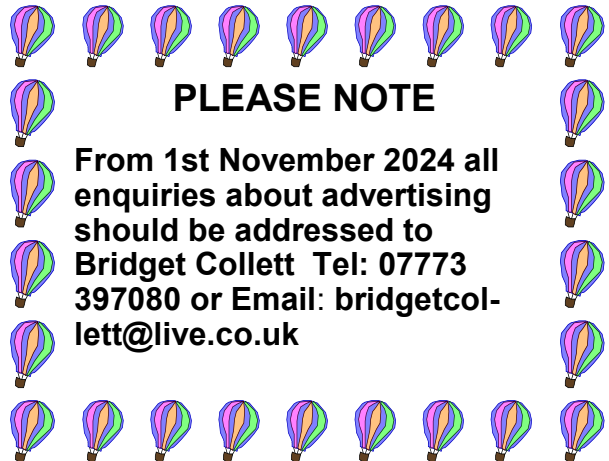 PLEASE NOTE
From 1st November 2024 all
enquiries about advertising
should be addressed to
Bridget Collett  Tel: 07773
397080 or Email: bridgetcol-
lett@live.co.uk